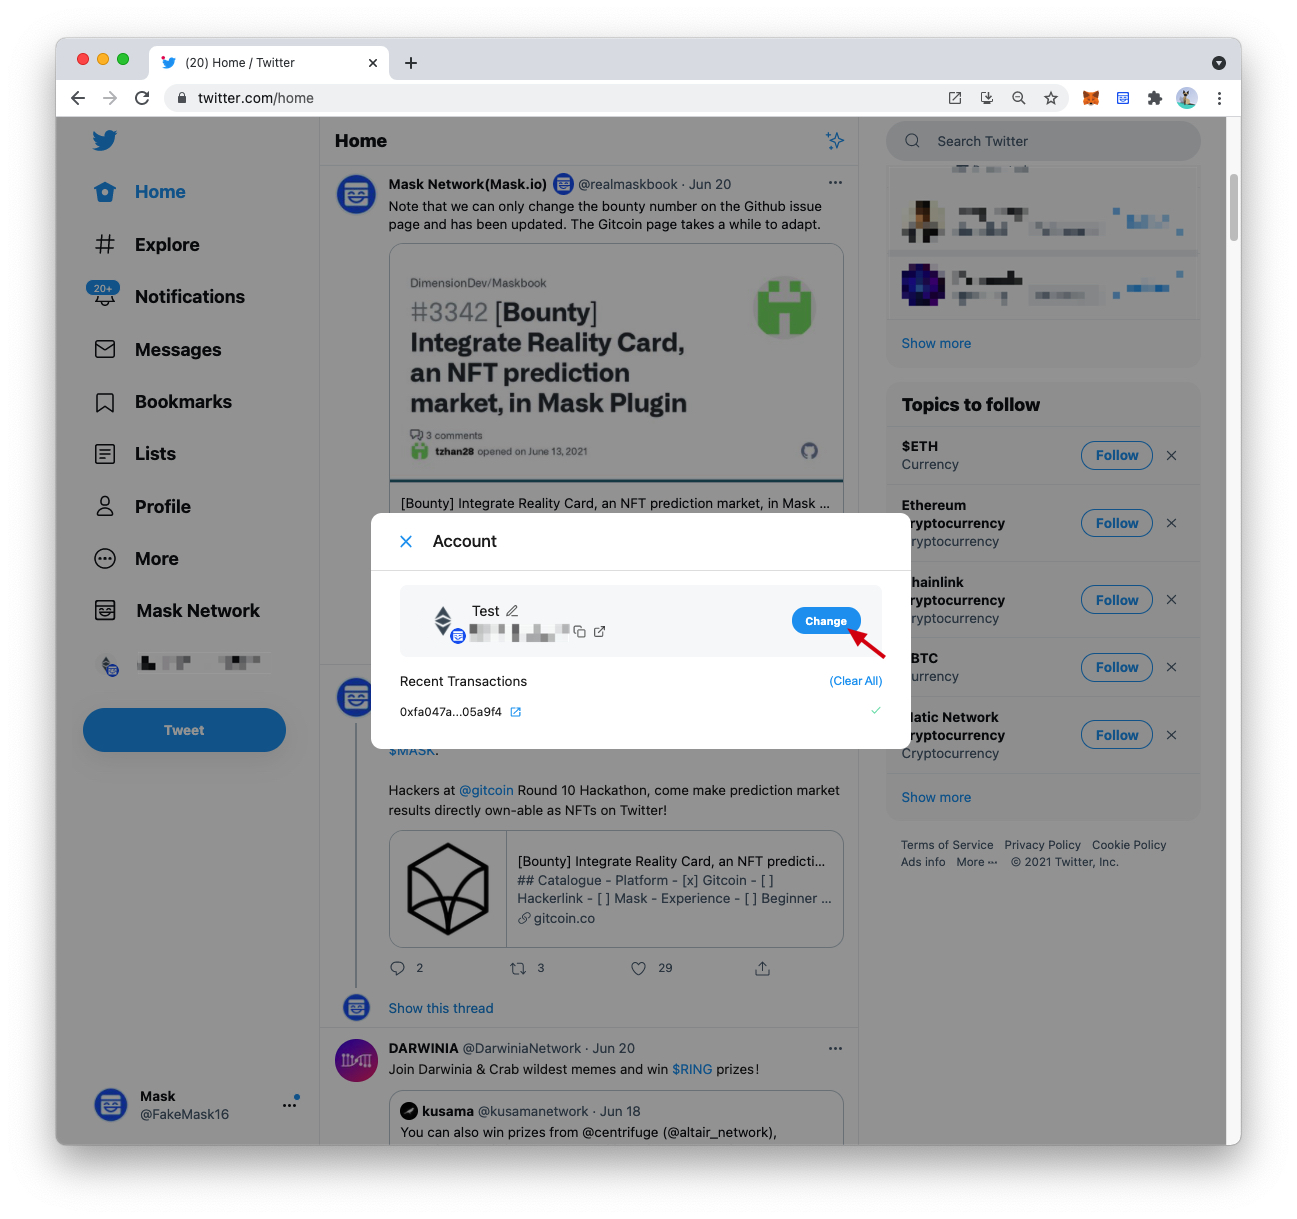 (20) Home / Twitter
twitter.com/home
Home
Explore
20+
Notifications
Messages
Bookmarks
Lists
Profile
More
Mask Network
Tweet
Mask
@FakeMask16
Home
Mask Network(Mask.io) @realmaskbook · Jun 20
Note that we can only change the bounty number on the Github issue
page and has been updated. The Gitcoin page takes a while to adapt.
DimensionDev/Maskbook
#3342 [Bounty]
Integrate Reality Card,
an NFT prediction
market, in Mask Plugin
3 comments
tzhan28 opened on June 13, 2021
[Bounty] Integrate Reality Card, an NFT prediction market, in Mask ...
Account
Test
Change
Recent Transactions
(Clear All)
0xfa047a...05a9f4
$MASK.
Hackers at @gitcoin Round 10 Hackathon, come make prediction market
results directly own-able as NFTs on Twitter!
[Bounty] Integrate Reality Card, an NFT predicti...
## Catalogue - Platform - [x] Gitcoin - [ ]
Hackerlink - [ ] Mask - Experience - [ ] Beginner ...
gitcoin.co
2
3
29
Show this thread
DARWINIA @DarwiniaNetwork · Jun 20
Join Darwinia & Crab wildest memes and win $RING prizes!
kusama @kusamanetwork · Jun 18
You can also win prizes from @centrifuge (@altair_network),
Search Twitter
Show more
Topics to follow
$ETH
Currency
Follow
Ethereum
ryptocurrency
ryptocurrency
Follow
hainlink
ryptocurrency
ryptocurrency
Follow
BTC
urrency
Follow
latic Network
ryptocurrency
Cryptocurrency
Follow
Show more
Terms of Service Privacy Policy Cookie Policy
Ads info More ··· © 2021 Twitter, Inc.